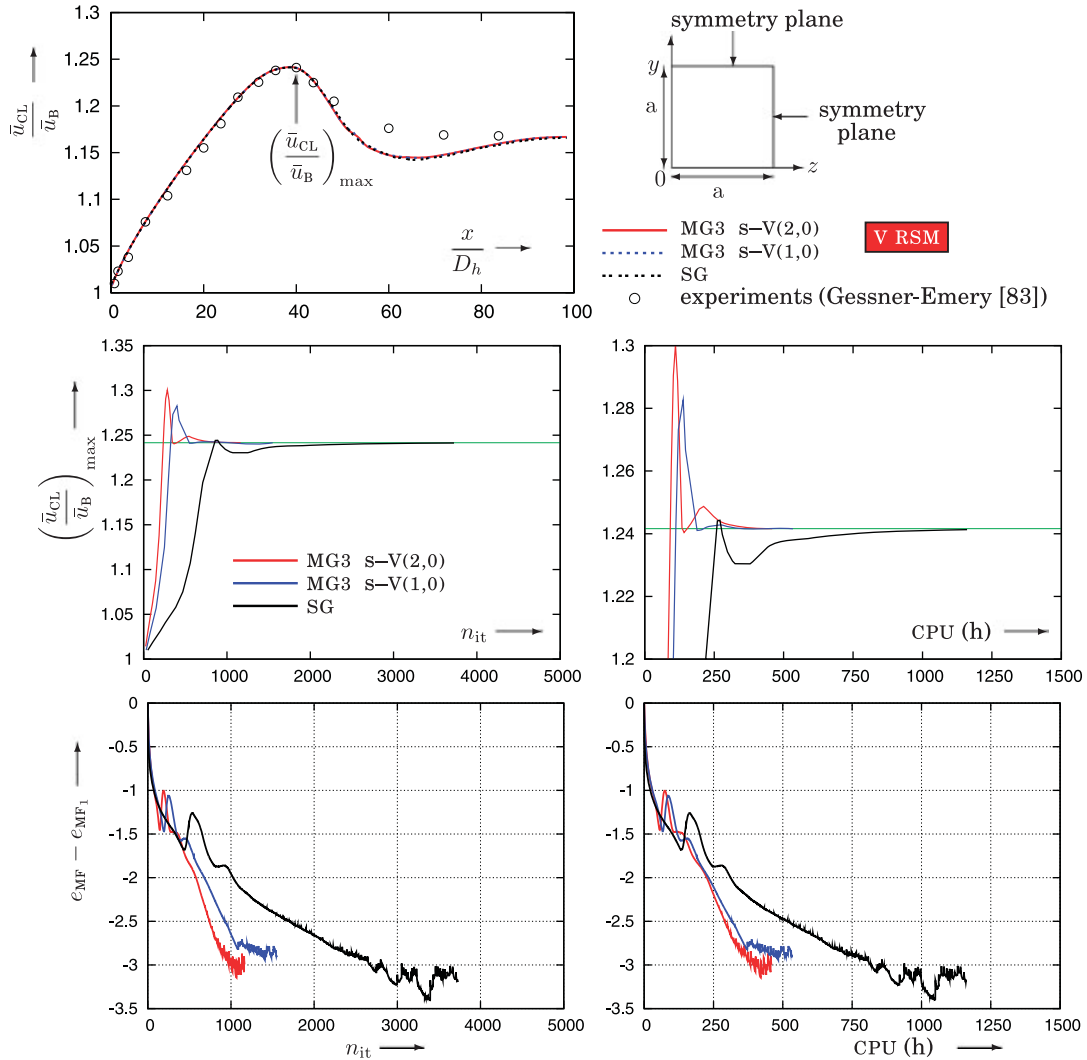 ū_CL / ū_B
1.25
1.2
1.15
1.1
1.05
1
0 20 40 60 80 100
(ū_CL / ū_B)max
x / D_h
symmetry plane
y
a
0
a
z
symmetry
plane
MG3 S–V(2,0)
MG3 S–V(1,0)
SG
experiments (Gessner-Emery [83])
V RSM
(ū_CL / ū_B)max
1.35
1.3
1.25
1.2
1.15
1.1
1.05
1
0 1000 2000 3000 4000 5000
MG3 S–V(2,0)
MG3 S–V(1,0)
SG
n_it
1.3
1.28
1.26
1.24
1.22
1.2
0 250 500 750 1000 1250 1500
CPU (h)
e_MF − e_MF1
0
-0.5
-1
-1.5
-2
-2.5
-3
-3.5
0 1000 2000 3000 4000 5000
n_it
0
-0.5
-1
-1.5
-2
-2.5
-3
-3.5
0 250 500 750 1000 1250 1500
CPU (h)